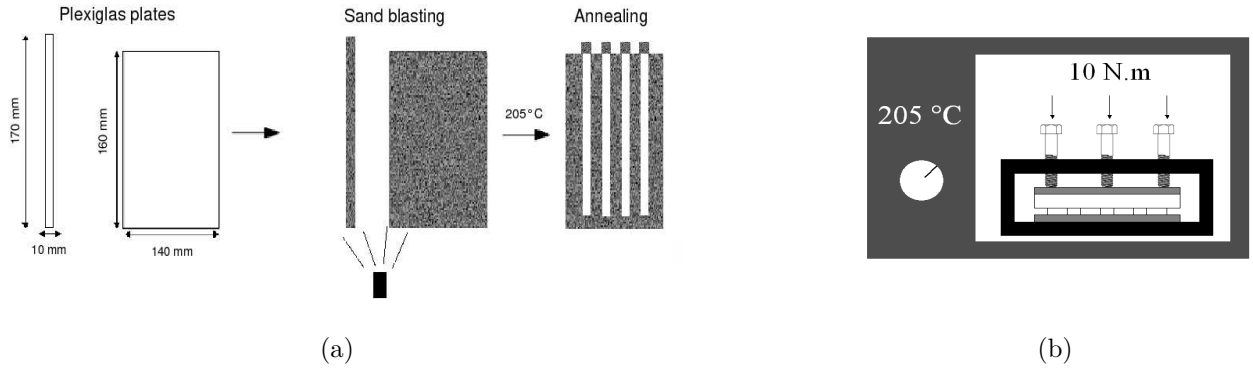 Plexiglas plates
170 mm
10 mm
160 mm
140 mm
Sand blasting
205°C
Annealing
(a)
10 N.m
205 °C
(b)